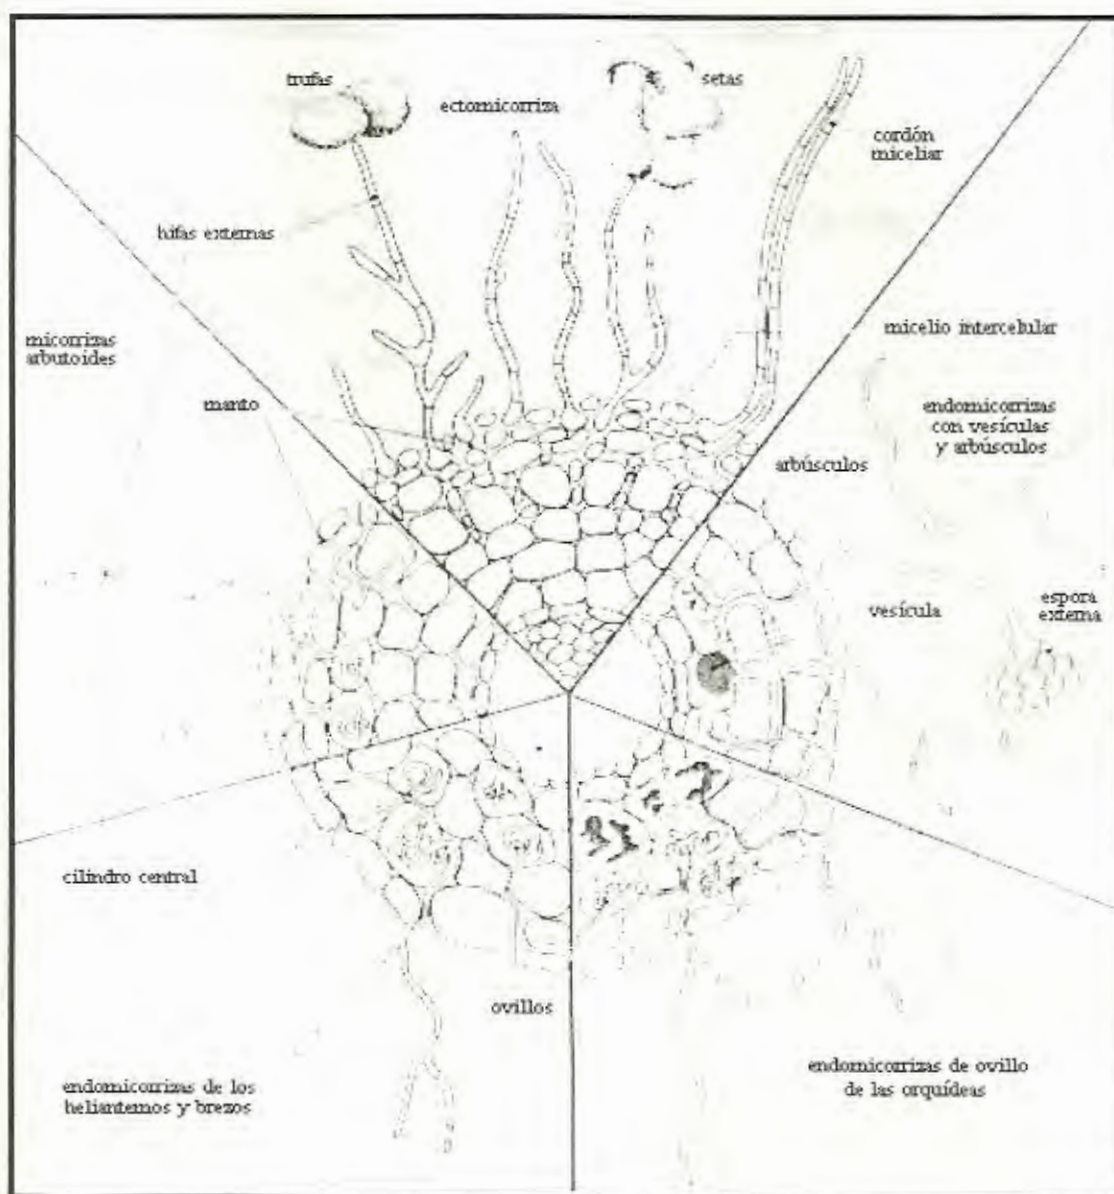 trufas
setas
ectomicorriza
cordón
miceliar
hifas externas
micorrizas
arbutoides
micelio intercelular
manto
endomicorrizas
con vesículas
y arbúsculos
arbúsculos
vesícula
espora
externa
cilindro central
ovillos
endomicorrizas de los
heliantemos y brezos
endomicorrizas de ovillo
de las orquídeas